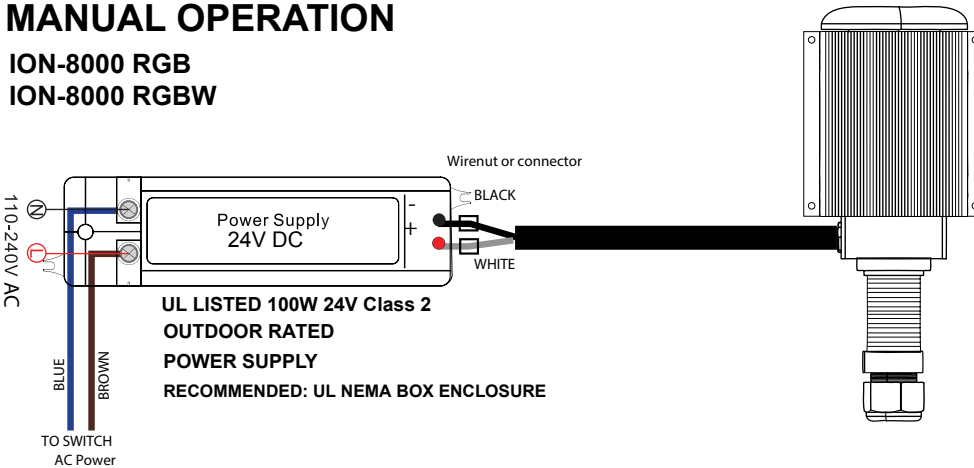 MANUAL OPERATION
ION-8000 RGB
ION-8000 RGBW
Wirenut or connector
BLACK
-
+
WHITE
Power Supply
24V DC
N
L
110-240V AC
UL LISTED 100W 24V Class 2
OUTDOOR RATED
POWER SUPPLY
RECOMMENDED: UL NEMA BOX ENCLOSURE
BLUE
BROWN
TO SWITCH
AC Power